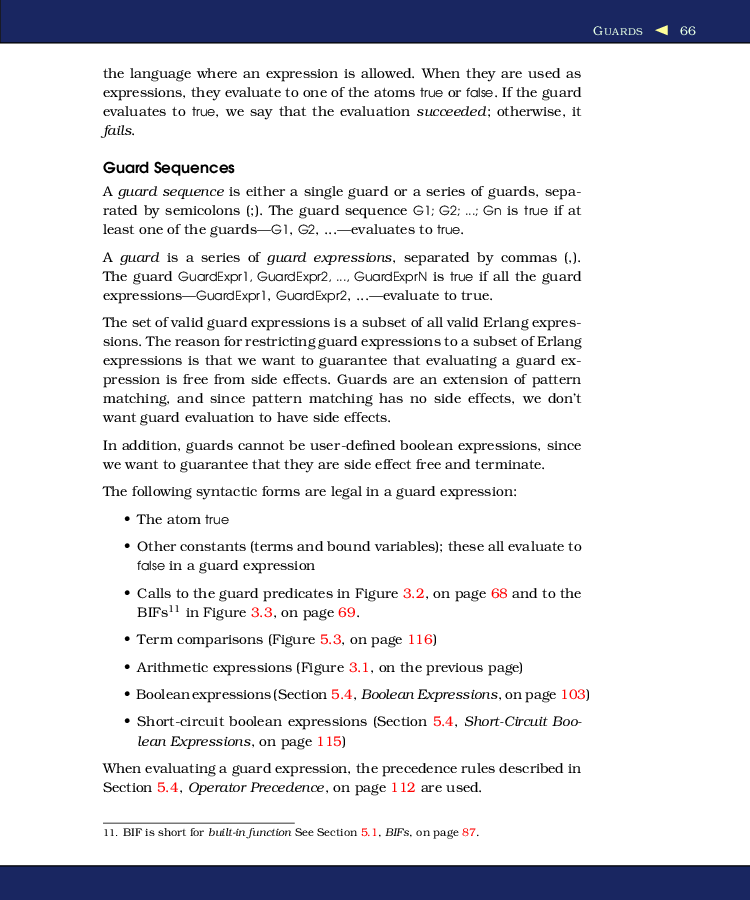 GUARDS ◀ 66
the language where an expression is allowed. When they are used as
expressions, they evaluate to one of the atoms true or false. If the guard
evaluates to true, we say that the evaluation succeeded; otherwise, it
fails.
Guard Sequences
A guard sequence is either a single guard or a series of guards, sepa-
rated by semicolons (;). The guard sequence G1; G2; ...; Gn is true if at
least one of the guards—G1, G2, ...—evaluates to true.
A guard is a series of guard expressions, separated by commas (,).
The guard GuardExpr1, GuardExpr2, ..., GuardExprN is true if all the guard
expressions—GuardExpr1, GuardExpr2, ...—evaluate to true.
The set of valid guard expressions is a subset of all valid Erlang expres-
sions. The reason for restricting guard expressions to a subset of Erlang
expressions is that we want to guarantee that evaluating a guard ex-
pression is free from side effects. Guards are an extension of pattern
matching, and since pattern matching has no side effects, we don't
want guard evaluation to have side effects.
In addition, guards cannot be user-defined boolean expressions, since
we want to guarantee that they are side effect free and terminate.
The following syntactic forms are legal in a guard expression:
• The atom true
• Other constants (terms and bound variables); these all evaluate to
false in a guard expression
• Calls to the guard predicates in Figure 3.2, on page 68 and to the
BIFs11 in Figure 3.3, on page 69.
• Term comparisons (Figure 5.3, on page 116)
• Arithmetic expressions (Figure 3.1, on the previous page)
• Boolean expressions (Section 5.4, Boolean Expressions, on page 103)
• Short-circuit boolean expressions (Section 5.4, Short-Circuit Boo-
lean Expressions, on page 115)
When evaluating a guard expression, the precedence rules described in
Section 5.4, Operator Precedence, on page 112 are used.
11. BIF is short for built-in function See Section 5.1, BIFs, on page 87.